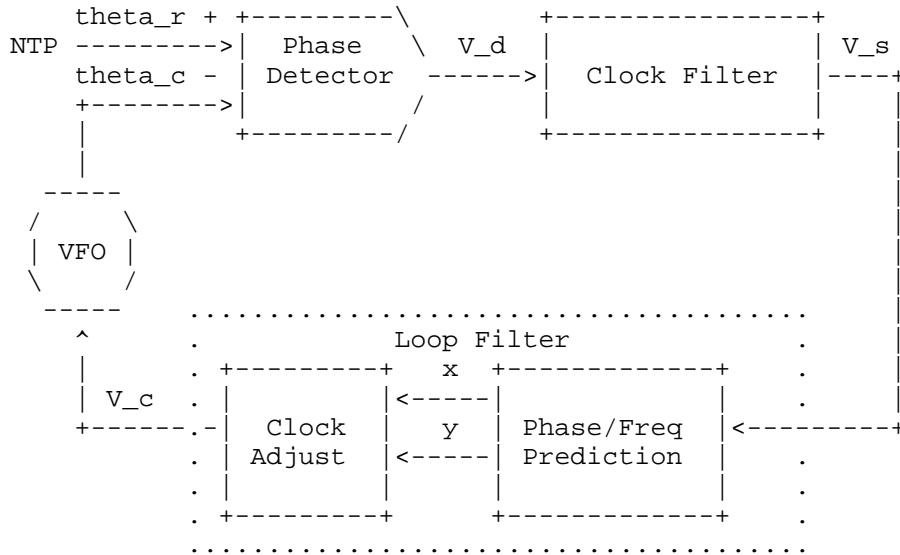 theta_r + +---------\ +----------------+
NTP --------->| Phase \ V_d | | V_s
theta_c - | Detector ------>| Clock Filter |----+
+-------->| / | | |
| +---------/ +----------------+ |
| |
----- |
/ \ |
| VFO | |
\ / |
----- ....................................... |
^ . Loop Filter . |
| . +---------+ x +-------------+ . |
| V_c . | |<-----| | . |
+------.-| Clock | y | Phase/Freq |<---------+
. | Adjust |<-----| Prediction | .
. | | | | .
. +---------+ +-------------+ .
.......................................